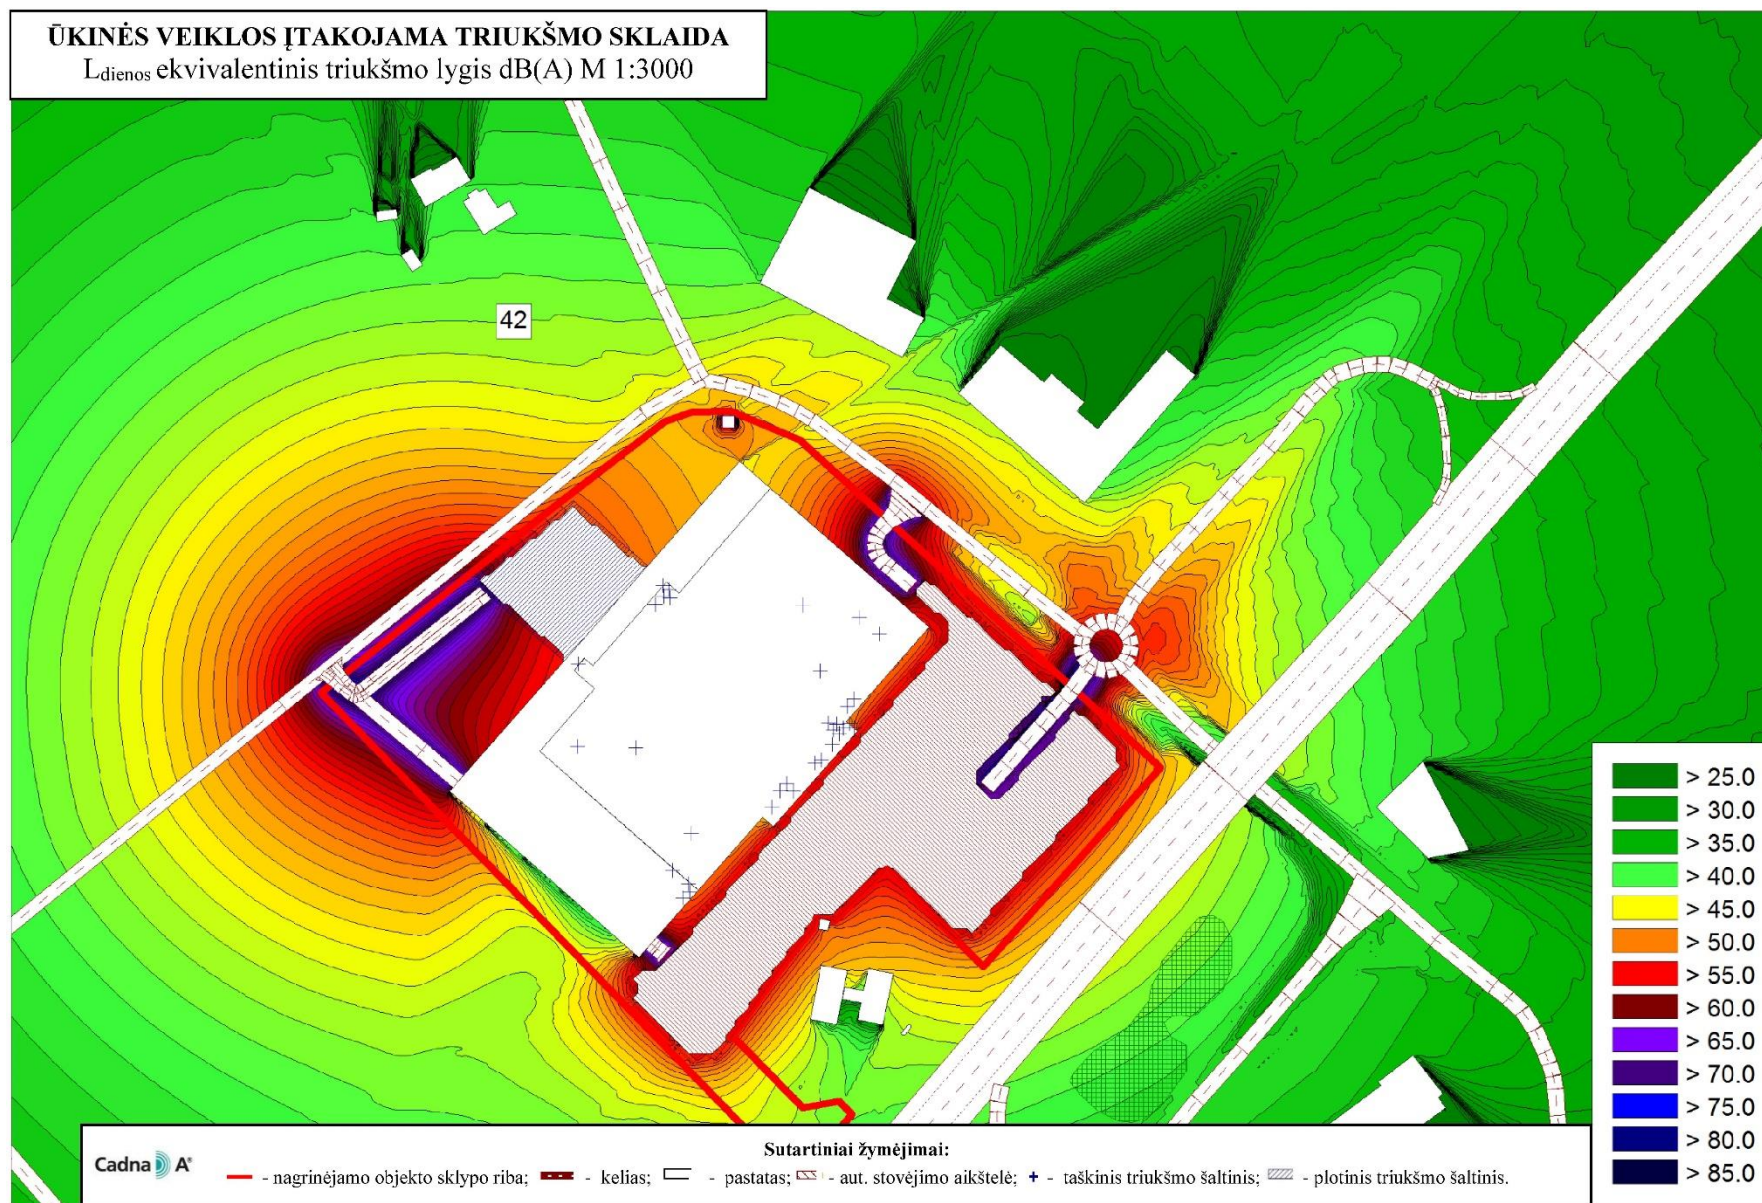 ŪKINĖS VEIKLOS ĮTAKOJAMA TRIUKŠMO SKLAIDA
Ldienos ekvivalentinis triukšmo lygis dB(A) M 1:3000
42
> 25.0
> 30.0
> 35.0
> 40.0
> 45.0
> 50.0
> 55.0
> 60.0
> 65.0
> 70.0
> 75.0
> 80.0
> 85.0
Sutartiniai žymėjimai:
Cadna A®
- nagrinėjamo objekto sklypo riba; - kelias; - pastatas; - aut. stovėjimo aikštelė; - taškinis triukšmo šaltinis; - plotinis triukšmo šaltinis.